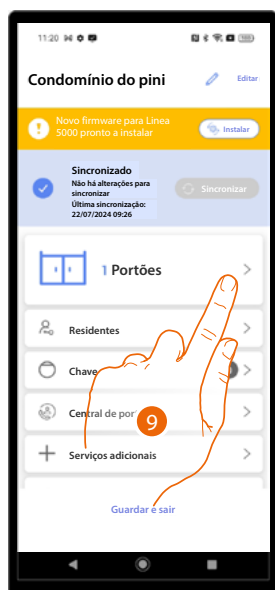 11:20
Condomínio do pini
Editar
Novo firmware para Linea
5000 pronto a instalar
Instalar
Sincronizado
Não há alterações para
sincronizar
Última sincronização:
22/07/2024 09:26
Sincronizar
1 Portões
Residentes
Chave
Central de por
9
Serviços adicionais
Guardar e sair